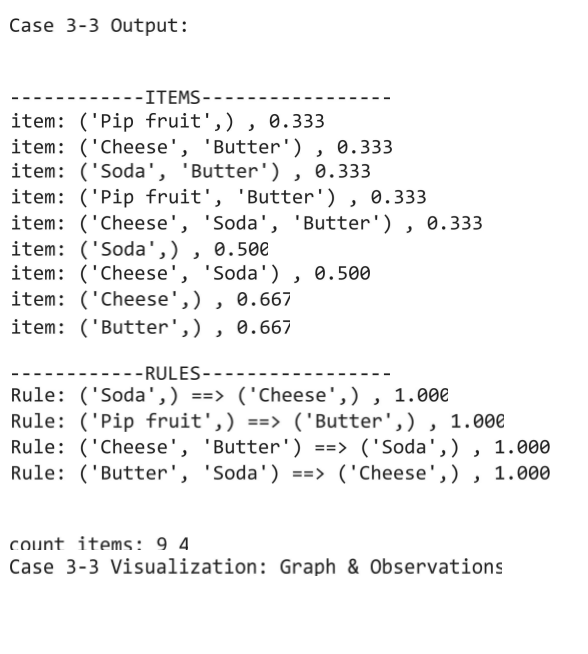 Case 3-3 Output:
------------ITEMS-----------------
item: ('Pip fruit',) , 0.333
item: ('Cheese', 'Butter') , 0.333
item: ('Soda', 'Butter') , 0.333
item: ('Pip fruit', 'Butter') , 0.333
item: ('Cheese', 'Soda', 'Butter') , 0.333
item: ('Soda',) , 0.500
item: ('Cheese', 'Soda') , 0.500
item: ('Cheese',) , 0.667
item: ('Butter',) , 0.667
------------RULES-----------------
Rule: ('Soda',) ==> ('Cheese',) , 1.000
Rule: ('Pip fruit',) ==> ('Butter',) , 1.000
Rule: ('Cheese', 'Butter') ==> ('Soda',) , 1.000
Rule: ('Butter', 'Soda') ==> ('Cheese',) , 1.000
count items: 9 4
Case 3-3 Visualization: Graph & Observations